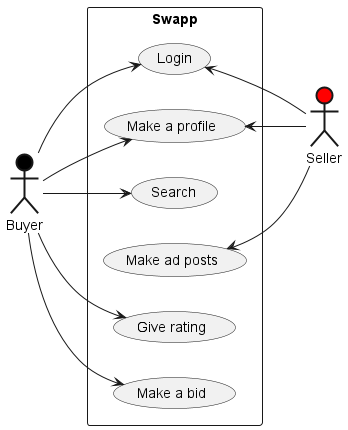 Swapp
Login
Make a profile
Seller
Search
Buyer
Make ad posts
Give rating
Make a bid